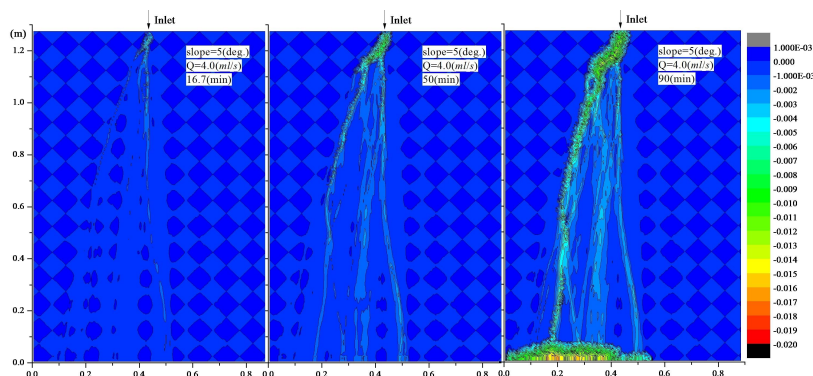 Inlet
Inlet
Inlet
(m)
1.2
1.0
0.8
0.6
0.4
0.2
0.0
slope=5(deg.)
Q=4.0(ml/s)
16.7(min)
slope=5(deg.)
Q=4.0(ml/s)
50(min)
slope=5(deg.)
Q=4.0(ml/s)
90(min)
0.0 0.2 0.4 0.6 0.8
0.0 0.2 0.4 0.6 0.8
0.0 0.2 0.4 0.6 0.8
1.000E-03
0.000
-1.000E-03
-0.002
-0.003
-0.004
-0.005
-0.006
-0.007
-0.008
-0.009
-0.010
-0.011
-0.012
-0.013
-0.014
-0.015
-0.016
-0.017
-0.018
-0.019
-0.020